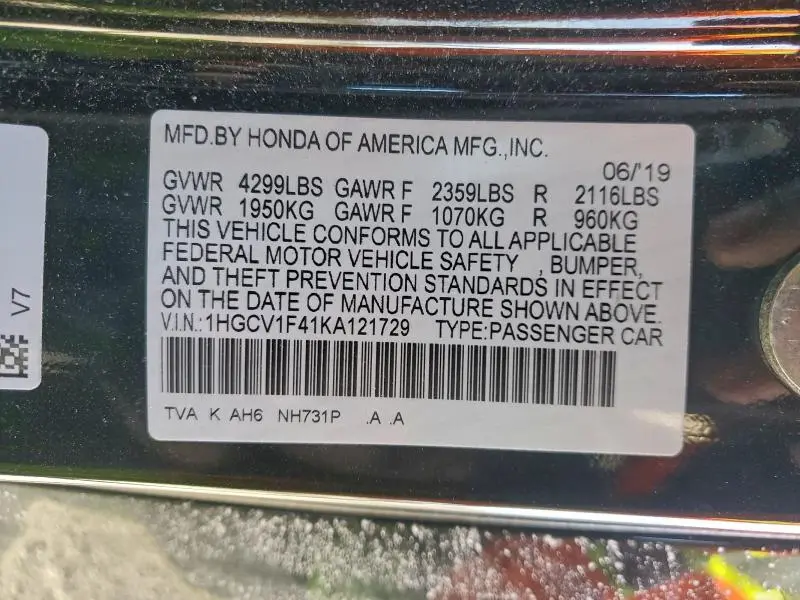 MFD.BY HONDA OF AMERICA MFG.,INC.
06/'19
GVWR 4299LBS GAWR F 2359LBS R 2116LBS
GVWR 1950KG GAWR F 1070KG R 960KG
THIS VEHICLE CONFORMS TO ALL APPLICABLE
FEDERAL MOTOR VEHICLE SAFETY , BUMPER,
AND THEFT PREVENTION STANDARDS IN EFFECT
ON THE DATE OF MANUFACTURE SHOWN ABOVE.
V.I.N.:1HGCV1F41KA121729 TYPE:PASSENGER CAR
TVA K AH6 NH731P .A .A
V7